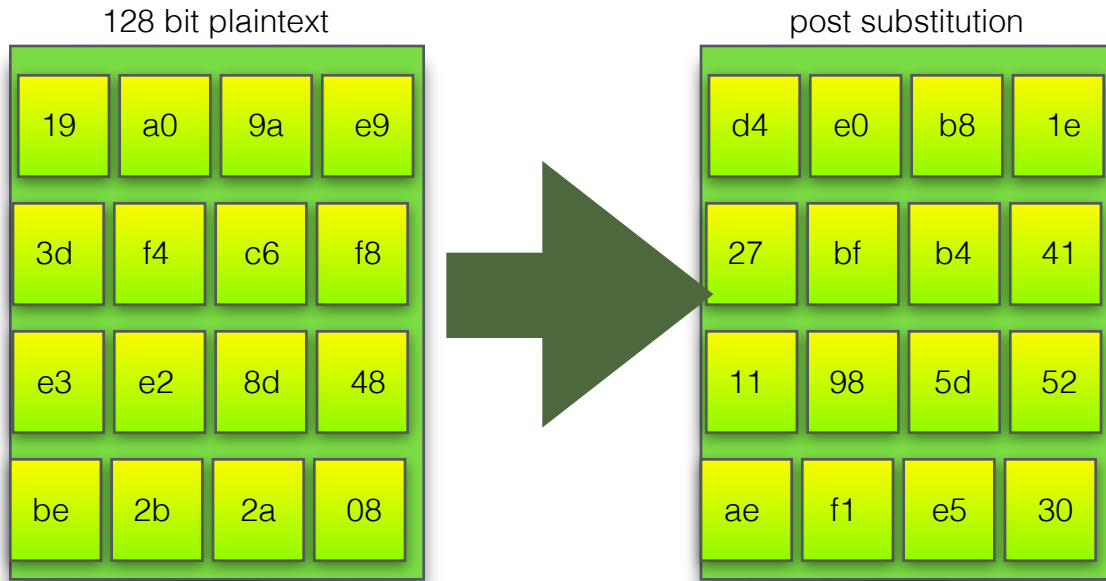 128 bit plaintext post substitution
19 a0 9a e9 d4 e0 b8 1e
3d f4 c6 f8 27 bf b4 41
e3 e2 8d 48 11 98 5d 52
be 2b 2a 08 ae f1 e5 30